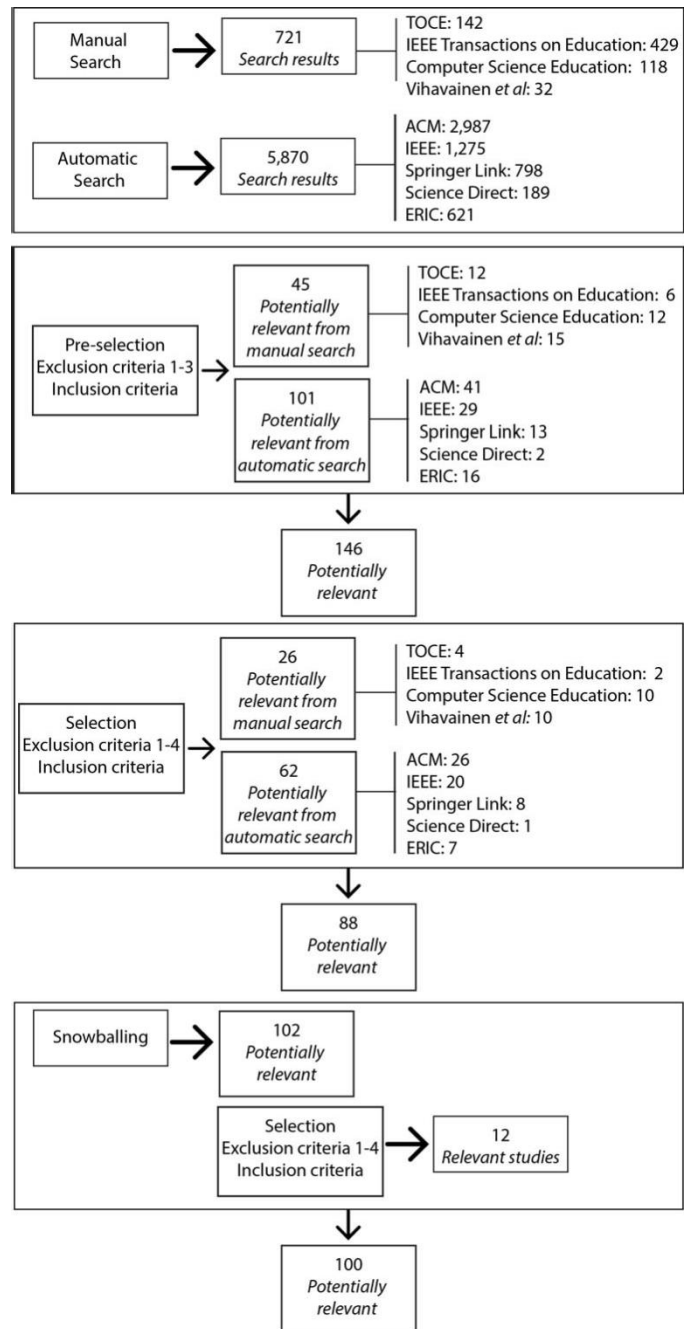 Manual
Search
721
Search results
TOCE: 142
IEEE Transactions on Education: 429
Computer Science Education: 118
Vihavainen et al: 32
Automatic
Search
5,870
Search results
ACM: 2,987
IEEE: 1,275
Springer Link: 798
Science Direct: 189
ERIC: 621
Pre-selection
Exclusion criteria 1-3
Inclusion criteria
45
Potentially
relevant from
manual search
TOCE: 12
IEEE Transactions on Education: 6
Computer Science Education: 12
Vihavainen et al: 15
101
Potentially
relevant from
automatic search
ACM: 41
IEEE: 29
Springer Link: 13
Science Direct: 2
ERIC: 16
146
Potentially
relevant
Selection
Exclusion criteria 1-4
Inclusion criteria
26
Potentially
relevant from
manual search
TOCE: 4
IEEE Transactions on Education: 2
Computer Science Education: 10
Vihavainen et al: 10
62
Potentially
relevant from
automatic search
ACM: 26
IEEE: 20
Springer Link: 8
Science Direct: 1
ERIC: 7
88
Potentially
relevant
Snowballing
102
Potentially
relevant
Selection
Exclusion criteria 1-4
Inclusion criteria
12
Relevant studies
100
Potentially
relevant